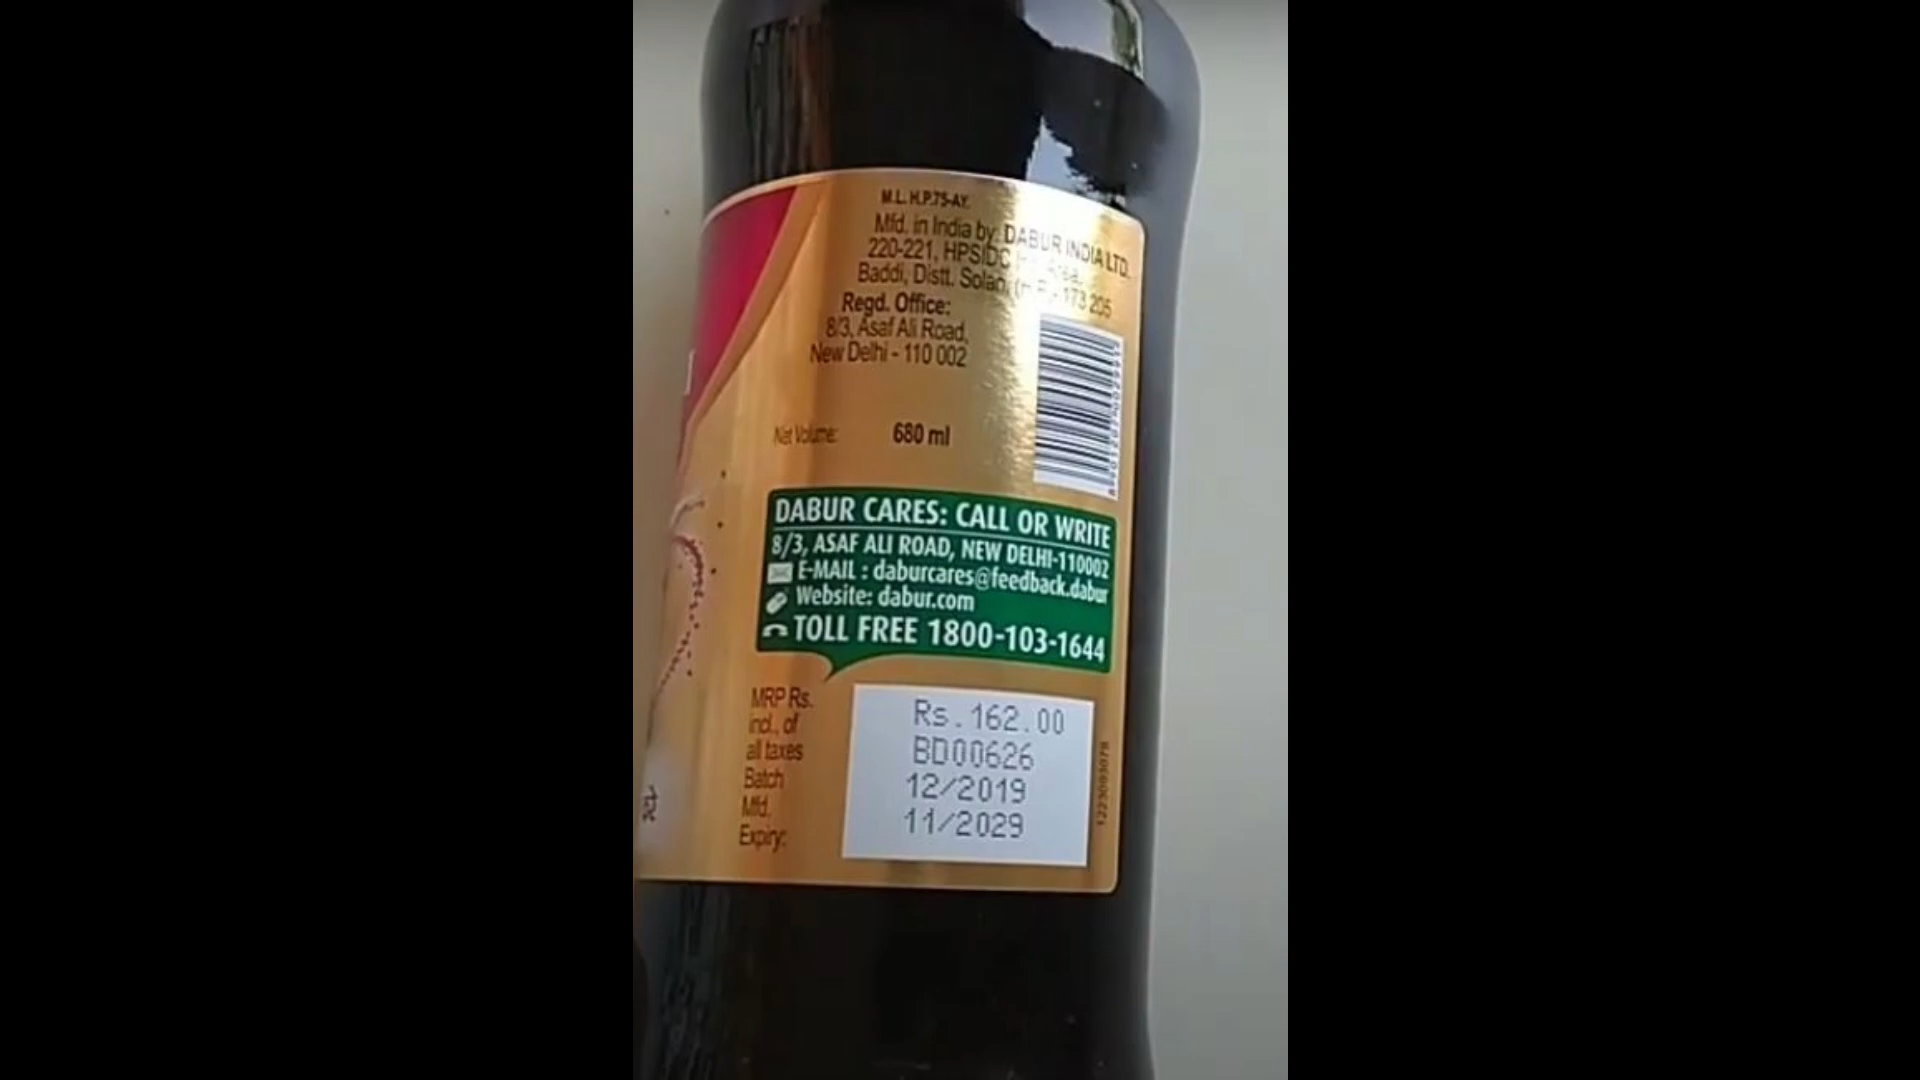 M.L. H.P.75-AY.
Mfd. in India by: DABUR INDIA LTD.
220-221, HPSIDC Area,
Baddi, Distt. Solan, 173 205
Regd. Office:
8/3, Asaf Ali Road,
New Delhi - 110 002
Net Volume: 680 ml
DABUR CARES: CALL OR WRITE
8/3, ASAF ALI ROAD, NEW DELHI-110002
E-MAIL : daburcares@feedback.dabur
Website: dabur.com
TOLL FREE 1800-103-1644
MRP Rs. Rs.162.00
incl., of
all taxes
Batch BD00626
Mfd. 12/2019
Expiry: 11/2029